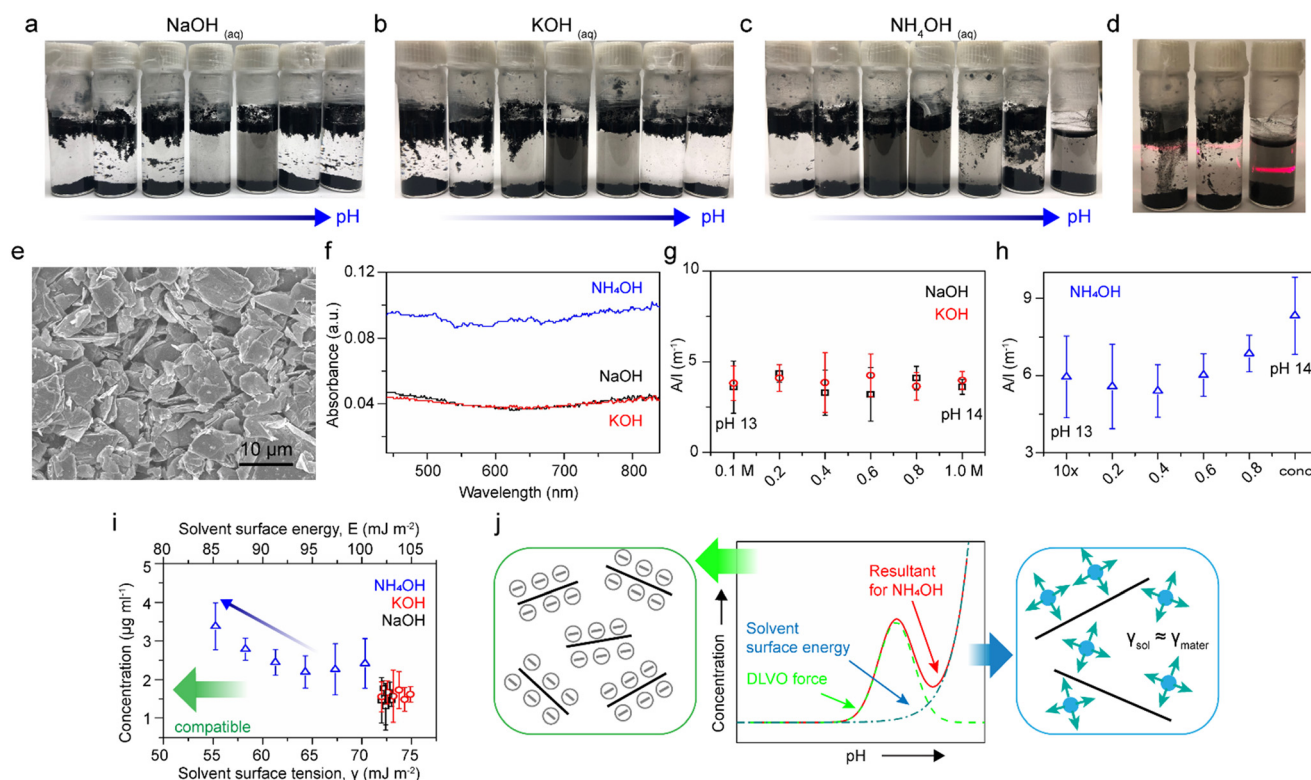 a
NaOH (aq)
b
KOH (aq)
c
NH₄OH (aq)
d
pH
pH
pH
e
10 μm
f
Absorbance (a.u.)
0.12
0.08
0.04
NH₄OH
NaOH
KOH
500
600
700
800
Wavelength (nm)
g
A/l (m⁻¹)
10
5
0
NaOH
KOH
pH 13
pH 14
0.1 M
0.2
0.4
0.6
0.8
1.0 M
h
A/l (m⁻¹)
9
6
3
NH₄OH
pH 13
pH 14
10x
0.2
0.4
0.6
0.8
conc
i
Solvent surface energy, E (mJ m⁻²)
80
85
90
95
100
105
Concentration (μg ml⁻¹)
5
4
3
2
1
NH₄OH
KOH
NaOH
compatible
50
55
60
65
70
75
Solvent surface tension, γ (mJ m⁻²)
j
Concentration
Resultant
for NH₄OH
Solvent
surface energy
DLVO force
pH
γsol ≈ γmater